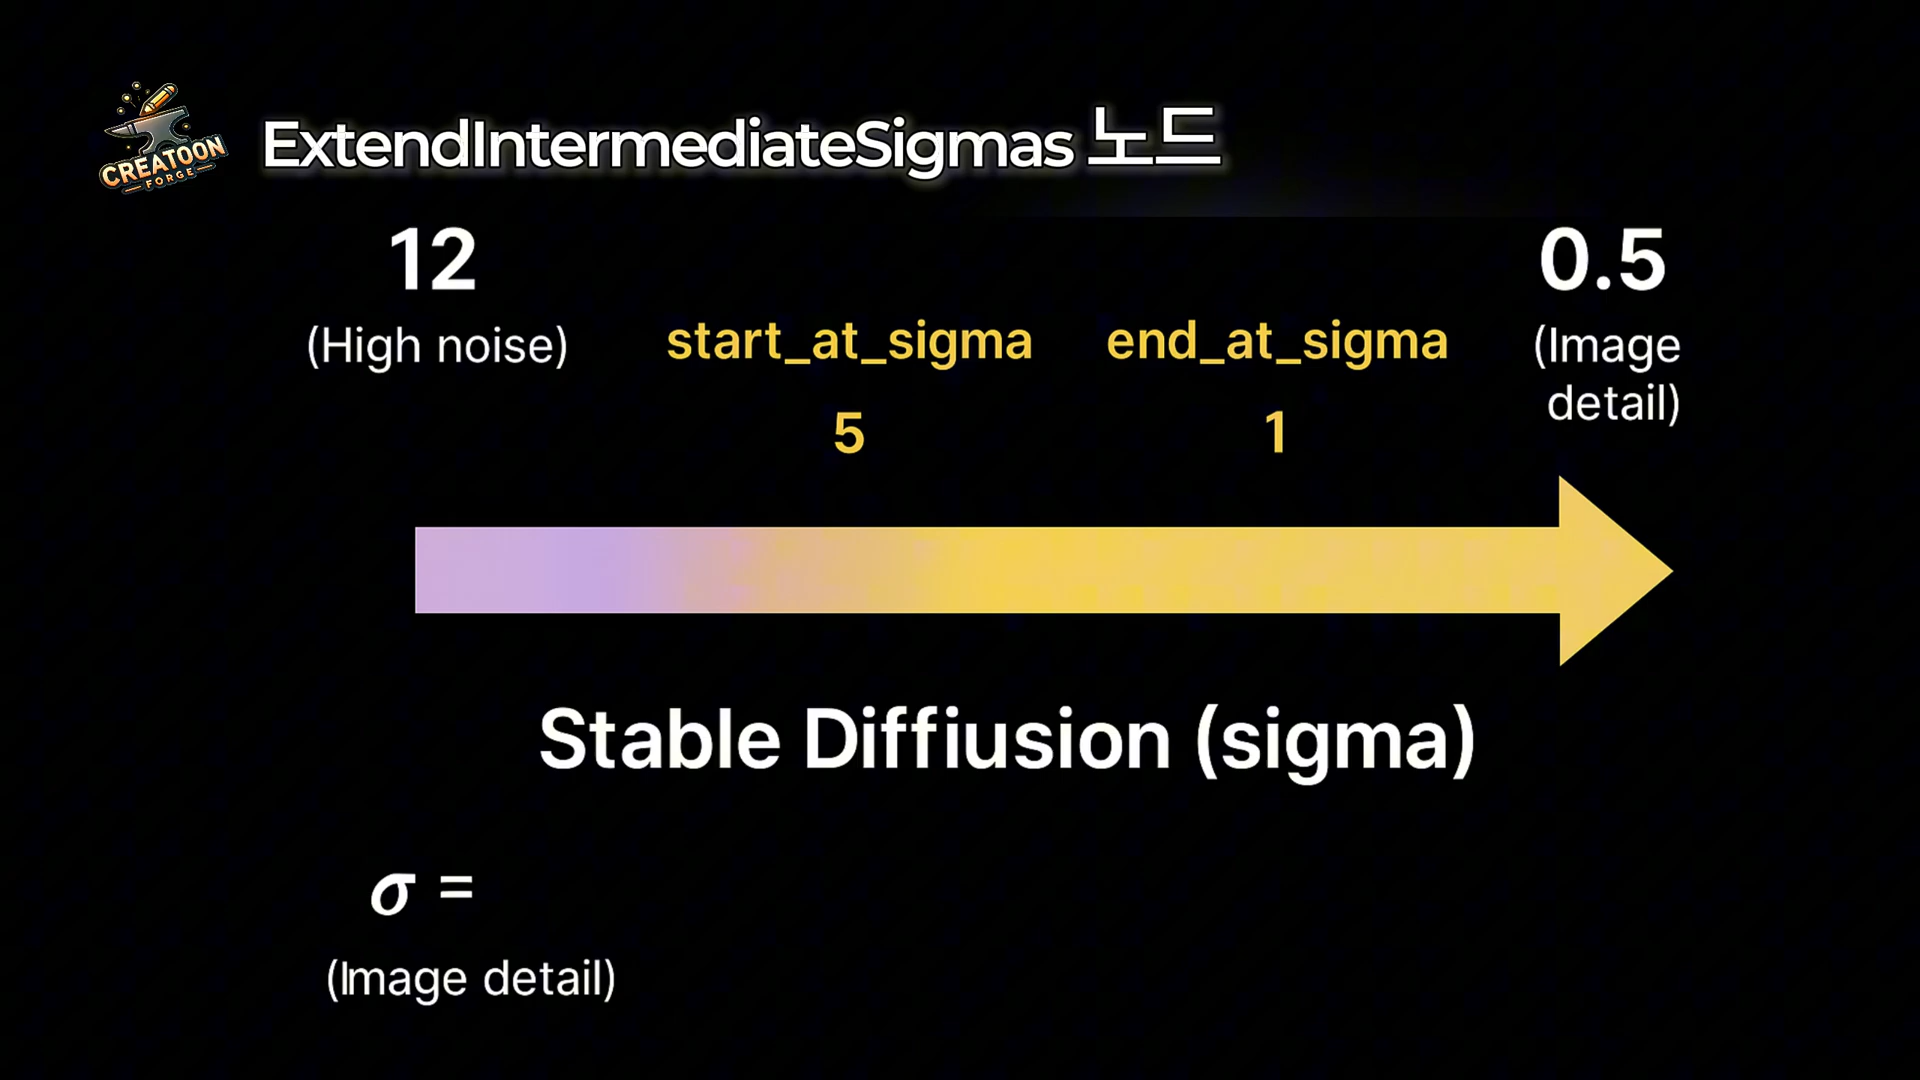 CREATOON
FORGE
ExtendIntermediateSigmas 노드
12
0.5
(High noise)
start_at_sigma
end_at_sigma
(Image
detail)
5
1
Stable Diffiusion (sigma)
σ =
(Image detail)